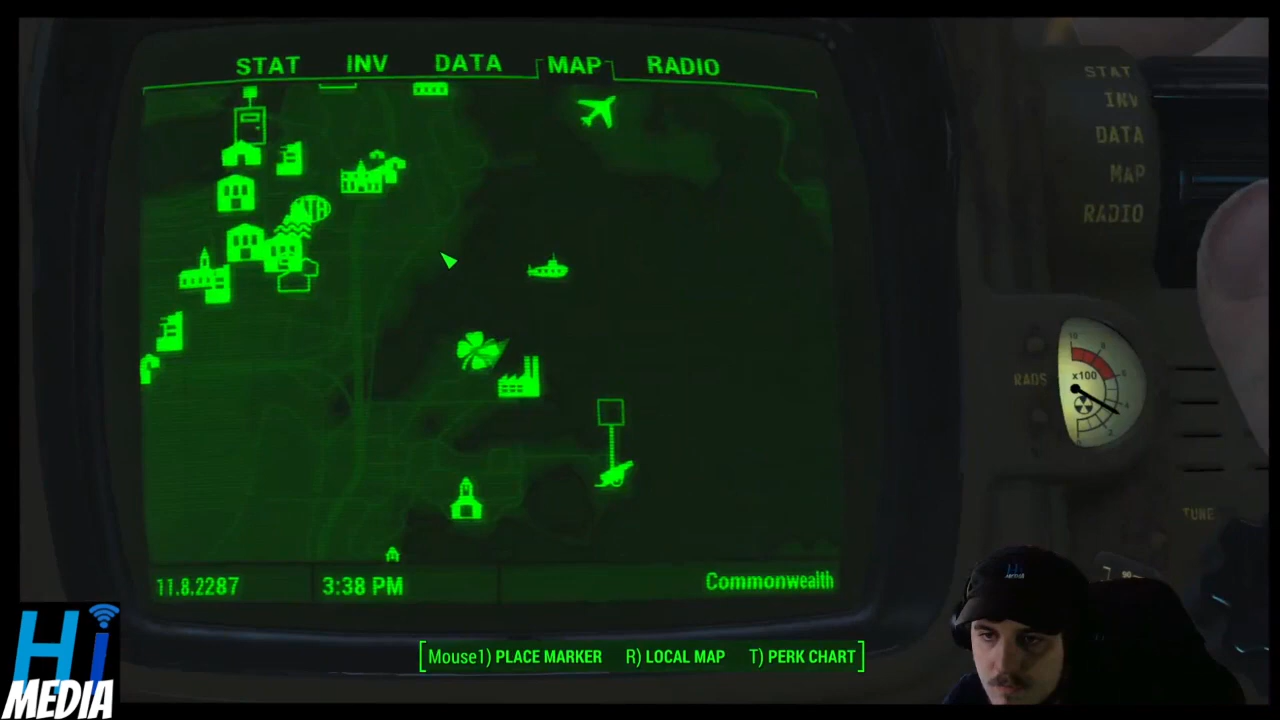 STAT INV DATA MAP RADIO
STAT
INV
DATA
MAP
RADIO
RADS
x100
TUNE
11.8.2287 3:38 PM Commonwealth
Mouse1) PLACE MARKER R) LOCAL MAP T) PERK CHART
Hi
MEDIA